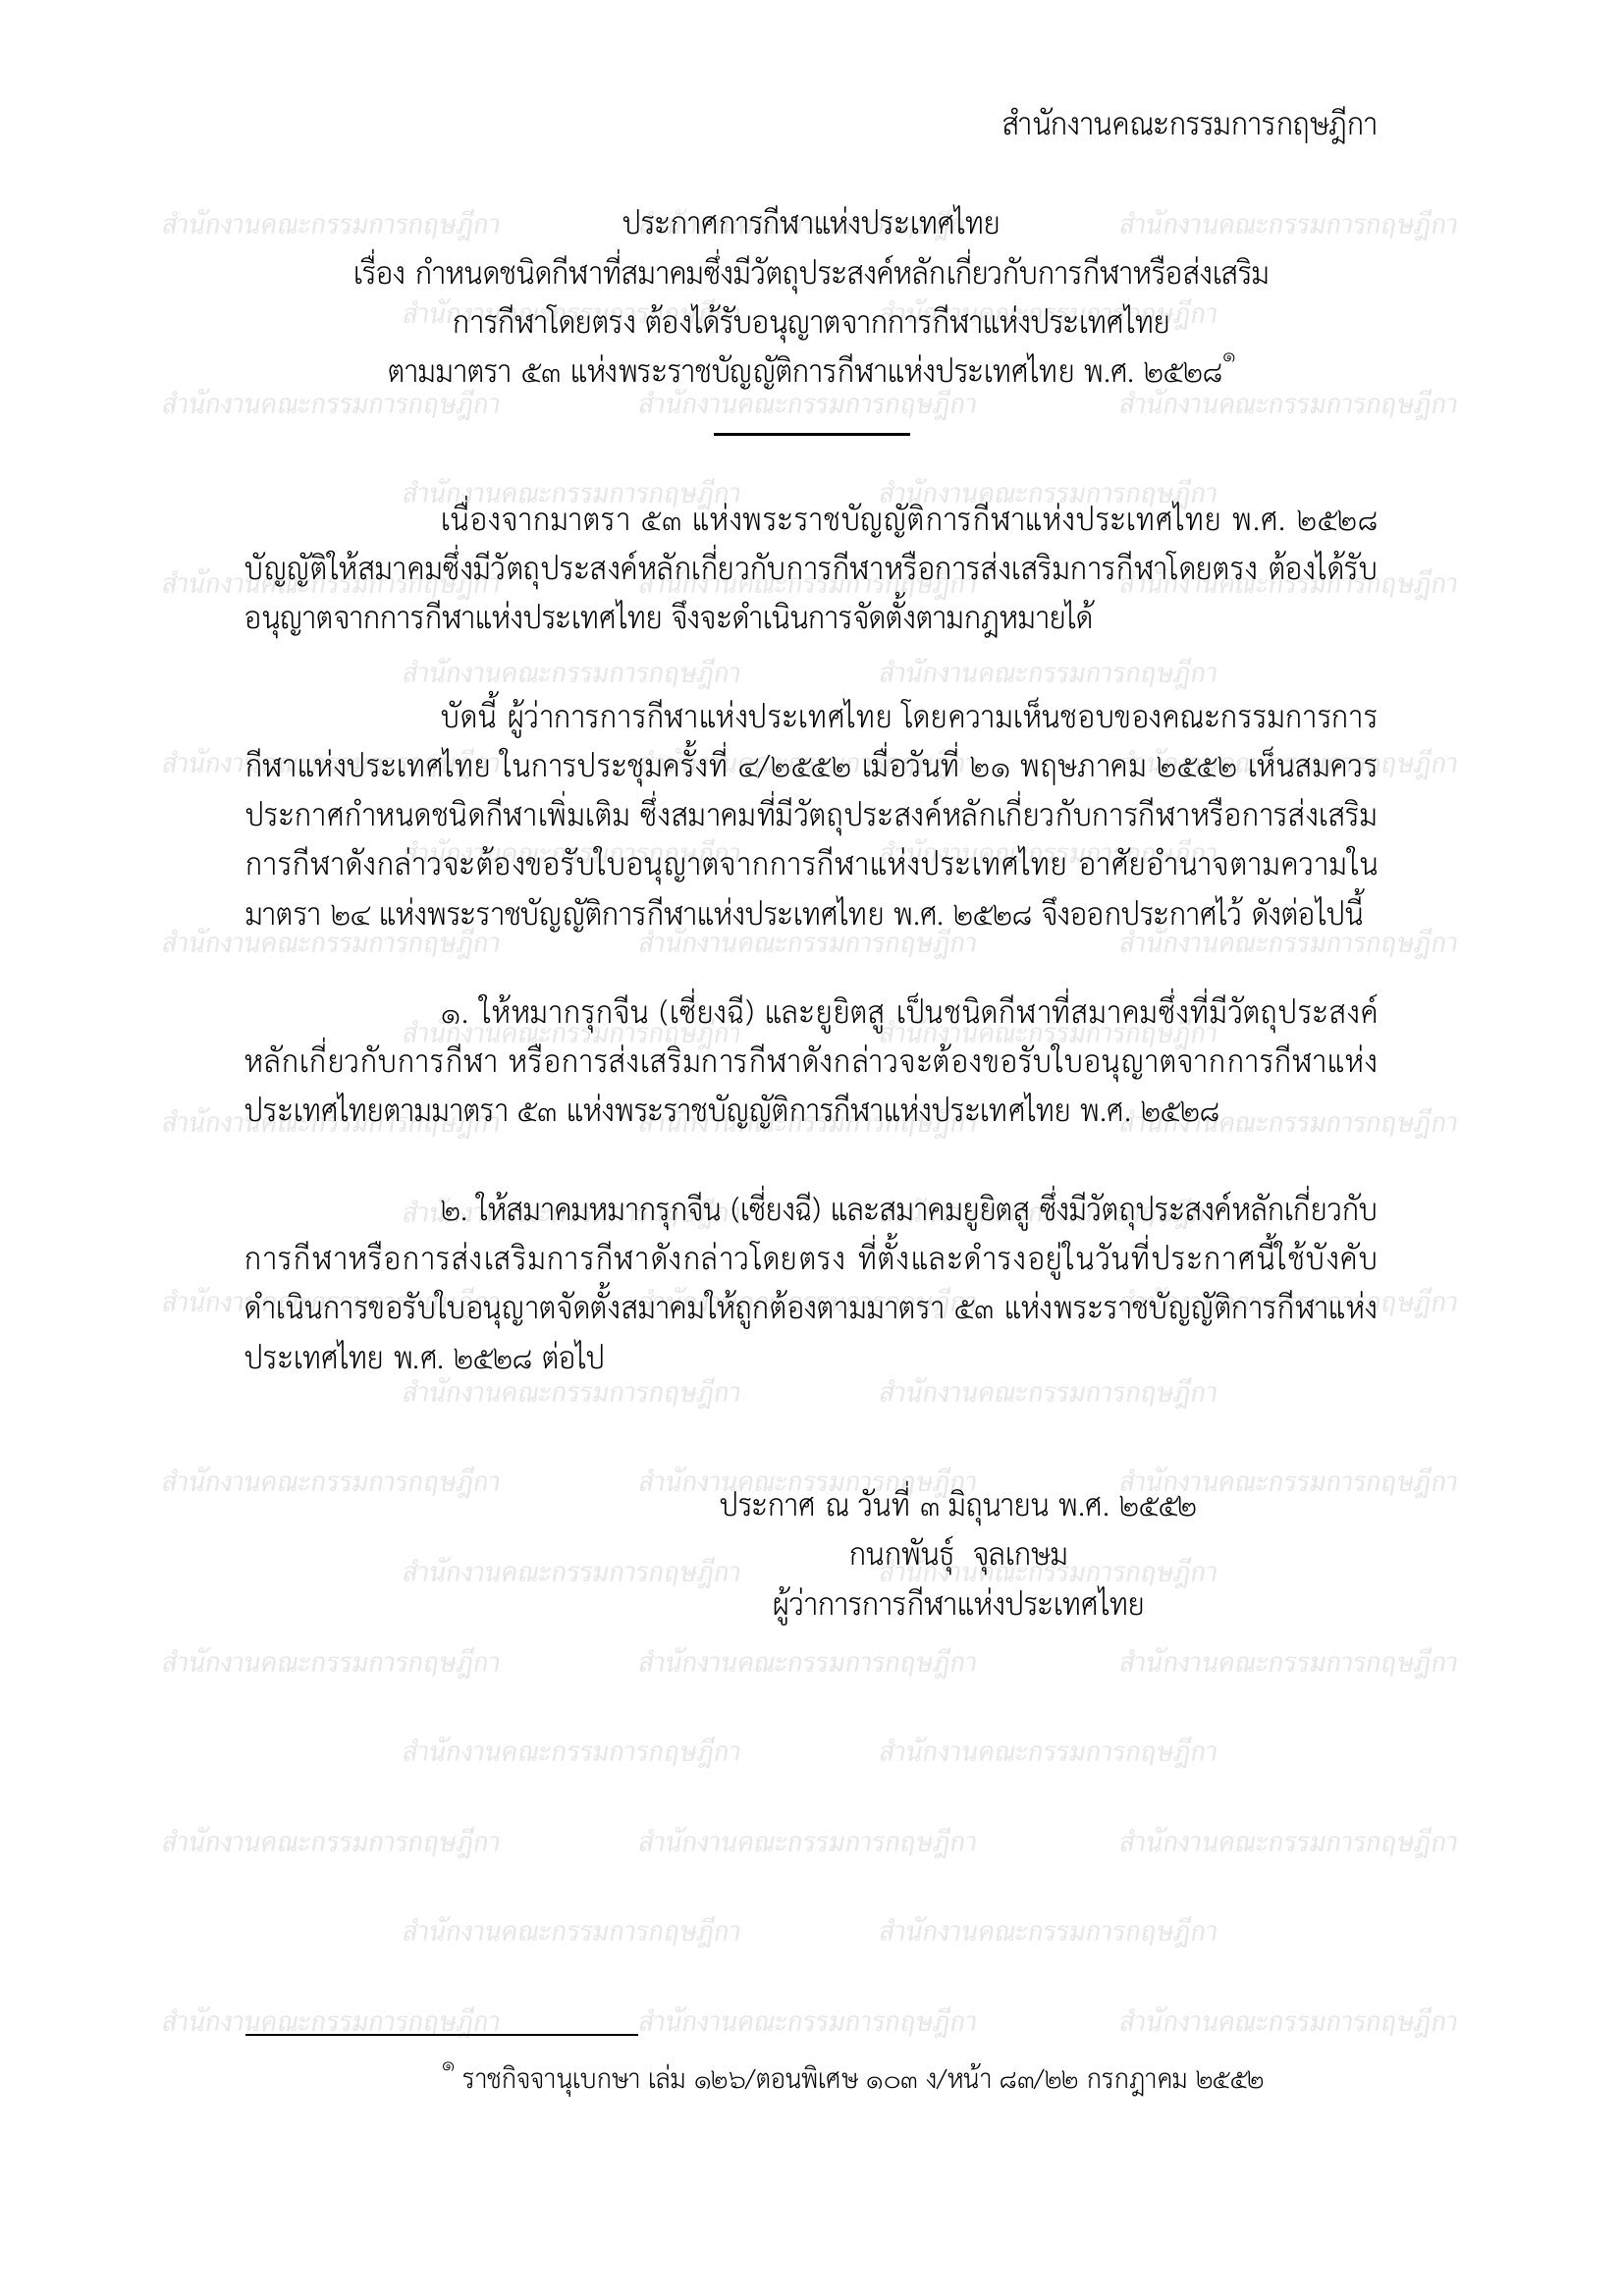 สำนักงานคณะกรรมการกฤษฎีกา
ประกาศการกีฬาแห่งประเทศไทย
เรื่อง กำหนดชนิดกีฬาที่สมาคมซึ่งมีวัตถุประสงค์หลักเกี่ยวกับการกีฬาหรือส่งเสริม
การกีฬาโดยตรง ต้องได้รับอนุญาตจากการกีฬาแห่งประเทศไทย
ตามมาตรา ๕๓ แห่งพระราชบัญญัติการกีฬาแห่งประเทศไทย พ.ศ. ๒๕๒๘๑
เนื่องจากมาตรา ๕๓ แห่งพระราชบัญญัติการกีฬาแห่งประเทศไทย พ.ศ. ๒๕๒๘
บัญญัติให้สมาคมซึ่งมีวัตถุประสงค์หลักเกี่ยวกับการกีฬาหรือการส่งเสริมการกีฬาโดยตรง ต้องได้รับ
อนุญาตจากการกีฬาแห่งประเทศไทย จึงจะดำเนินการจัดตั้งตามกฎหมายได้
บัดนี้ ผู้ว่าการการกีฬาแห่งประเทศไทย โดยความเห็นชอบของคณะกรรมการการ
กีฬาแห่งประเทศไทย ในการประชุมครั้งที่ ๔/๒๕๕๒ เมื่อวันที่ ๒๑ พฤษภาคม ๒๕๕๒ เห็นสมควร
ประกาศกำหนดชนิดกีฬาเพิ่มเติม ซึ่งสมาคมที่มีวัตถุประสงค์หลักเกี่ยวกับการกีฬาหรือการส่งเสริม
การกีฬาดังกล่าวจะต้องขอรับใบอนุญาตจากการกีฬาแห่งประเทศไทย อาศัยอำนาจตามความใน
มาตรา ๒๔ แห่งพระราชบัญญัติการกีฬาแห่งประเทศไทย พ.ศ. ๒๕๒๘ จึงออกประกาศไว้ ดังต่อไปนี้
๑. ให้หมากรุกจีน (เซี่ยงฉี) และยูยิตสู เป็นชนิดกีฬาที่สมาคมซึ่งที่มีวัตถุประสงค์
หลักเกี่ยวกับการกีฬา หรือการส่งเสริมการกีฬาดังกล่าวจะต้องขอรับใบอนุญาตจากการกีฬาแห่ง
ประเทศไทยตามมาตรา ๕๓ แห่งพระราชบัญญัติการกีฬาแห่งประเทศไทย พ.ศ. ๒๕๒๘
๒. ให้สมาคมหมากรุกจีน (เซี่ยงฉี) และสมาคมยูยิตสู ซึ่งมีวัตถุประสงค์หลักเกี่ยวกับ
การกีฬาหรือการส่งเสริมการกีฬาดังกล่าวโดยตรง ที่ตั้งและดำรงอยู่ในวันที่ประกาศนี้ใช้บังคับ
ดำเนินการขอรับใบอนุญาตจัดตั้งสมาคมให้ถูกต้องตามมาตรา ๕๓ แห่งพระราชบัญญัติการกีฬาแห่ง
ประเทศไทย พ.ศ. ๒๕๒๘ ต่อไป
ประกาศ ณ วันที่ ๓ มิถุนายน พ.ศ. ๒๕๕๒
กนกพันธุ์ จุลเกษม
ผู้ว่าการการกีฬาแห่งประเทศไทย
๑ ราชกิจจานุเบกษา เล่ม ๑๒๖/ตอนพิเศษ ๑๐๓ ง/หน้า ๘๓/๒๒ กรกฎาคม ๒๕๕๒